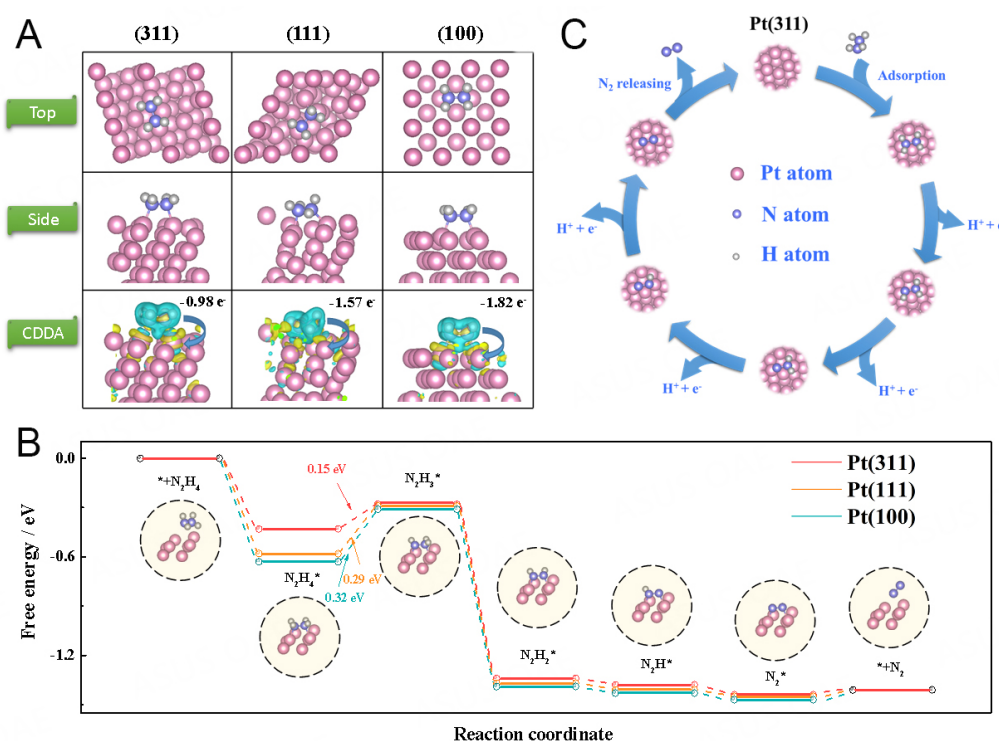 A
(311)
(111)
(100)
Top
Side
CDDA
-0.98 e-
-1.57 e-
-1.82 e-
C
Pt(311)
N2 releasing
Adsorption
Pt atom
N atom
H atom
H+ + e-
H+ + e
H+ + e-
H+ + e-
B
Free energy / eV
0.0
-0.6
-1.2
*+N2H4
N2H4*
0.15 eV
0.29 eV
0.32 eV
N2H3*
N2H2*
N2H*
N2*
*+N2
Pt(311)
Pt(111)
Pt(100)
Reaction coordinate